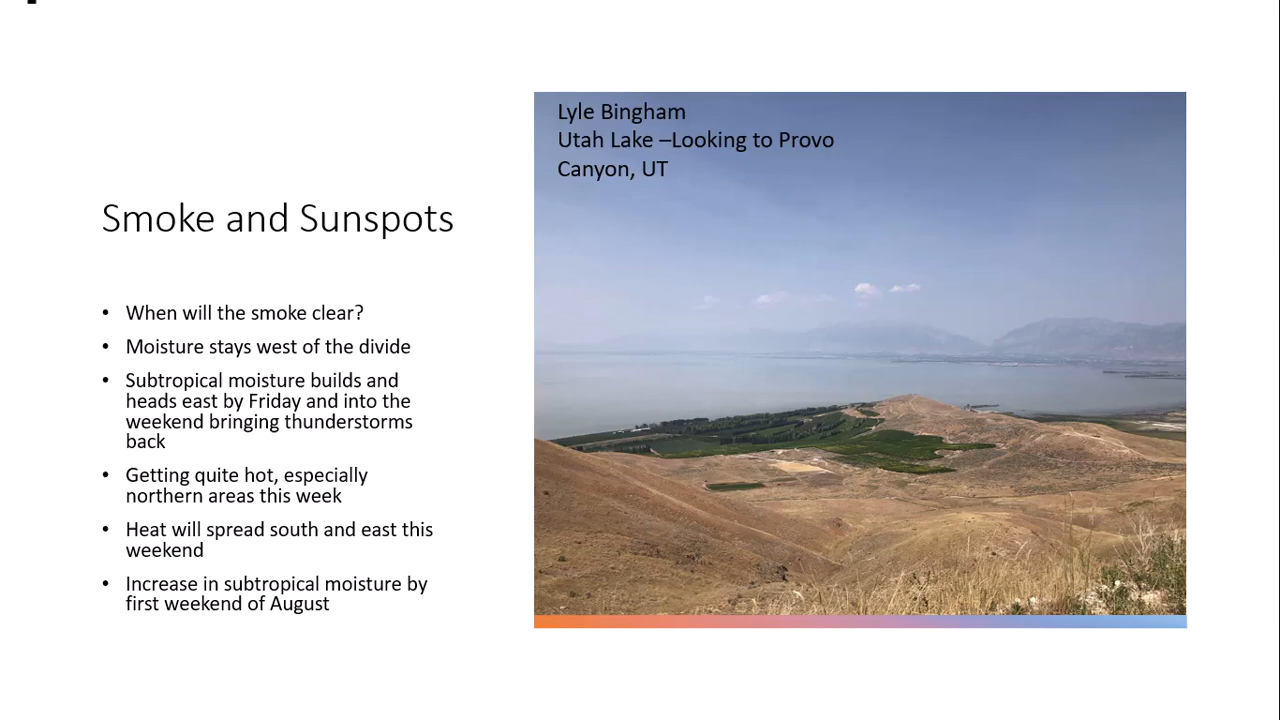 Smoke and Sunspots
• When will the smoke clear?
• Moisture stays west of the divide
• Subtropical moisture builds and
heads east by Friday and into the
weekend bringing thunderstorms
back
• Getting quite hot, especially
northern areas this week
• Heat will spread south and east this
weekend
• Increase in subtropical moisture by
first weekend of August
Lyle Bingham
Utah Lake –Looking to Provo
Canyon, UT